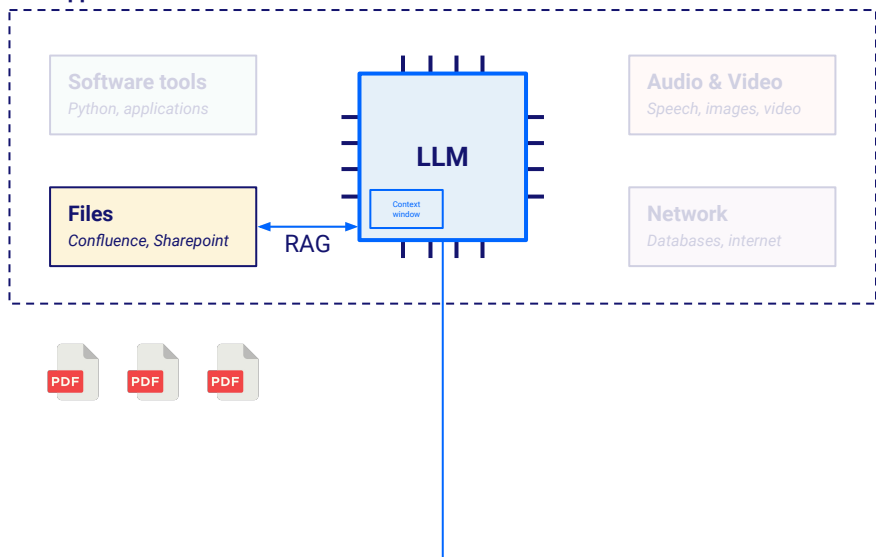 Software tools
Python, applications
Audio & Video
Speech, images, video
LLM
Context
window
Files
Confluence, Sharepoint
RAG
Network
Databases, internet
PDF
PDF
PDF